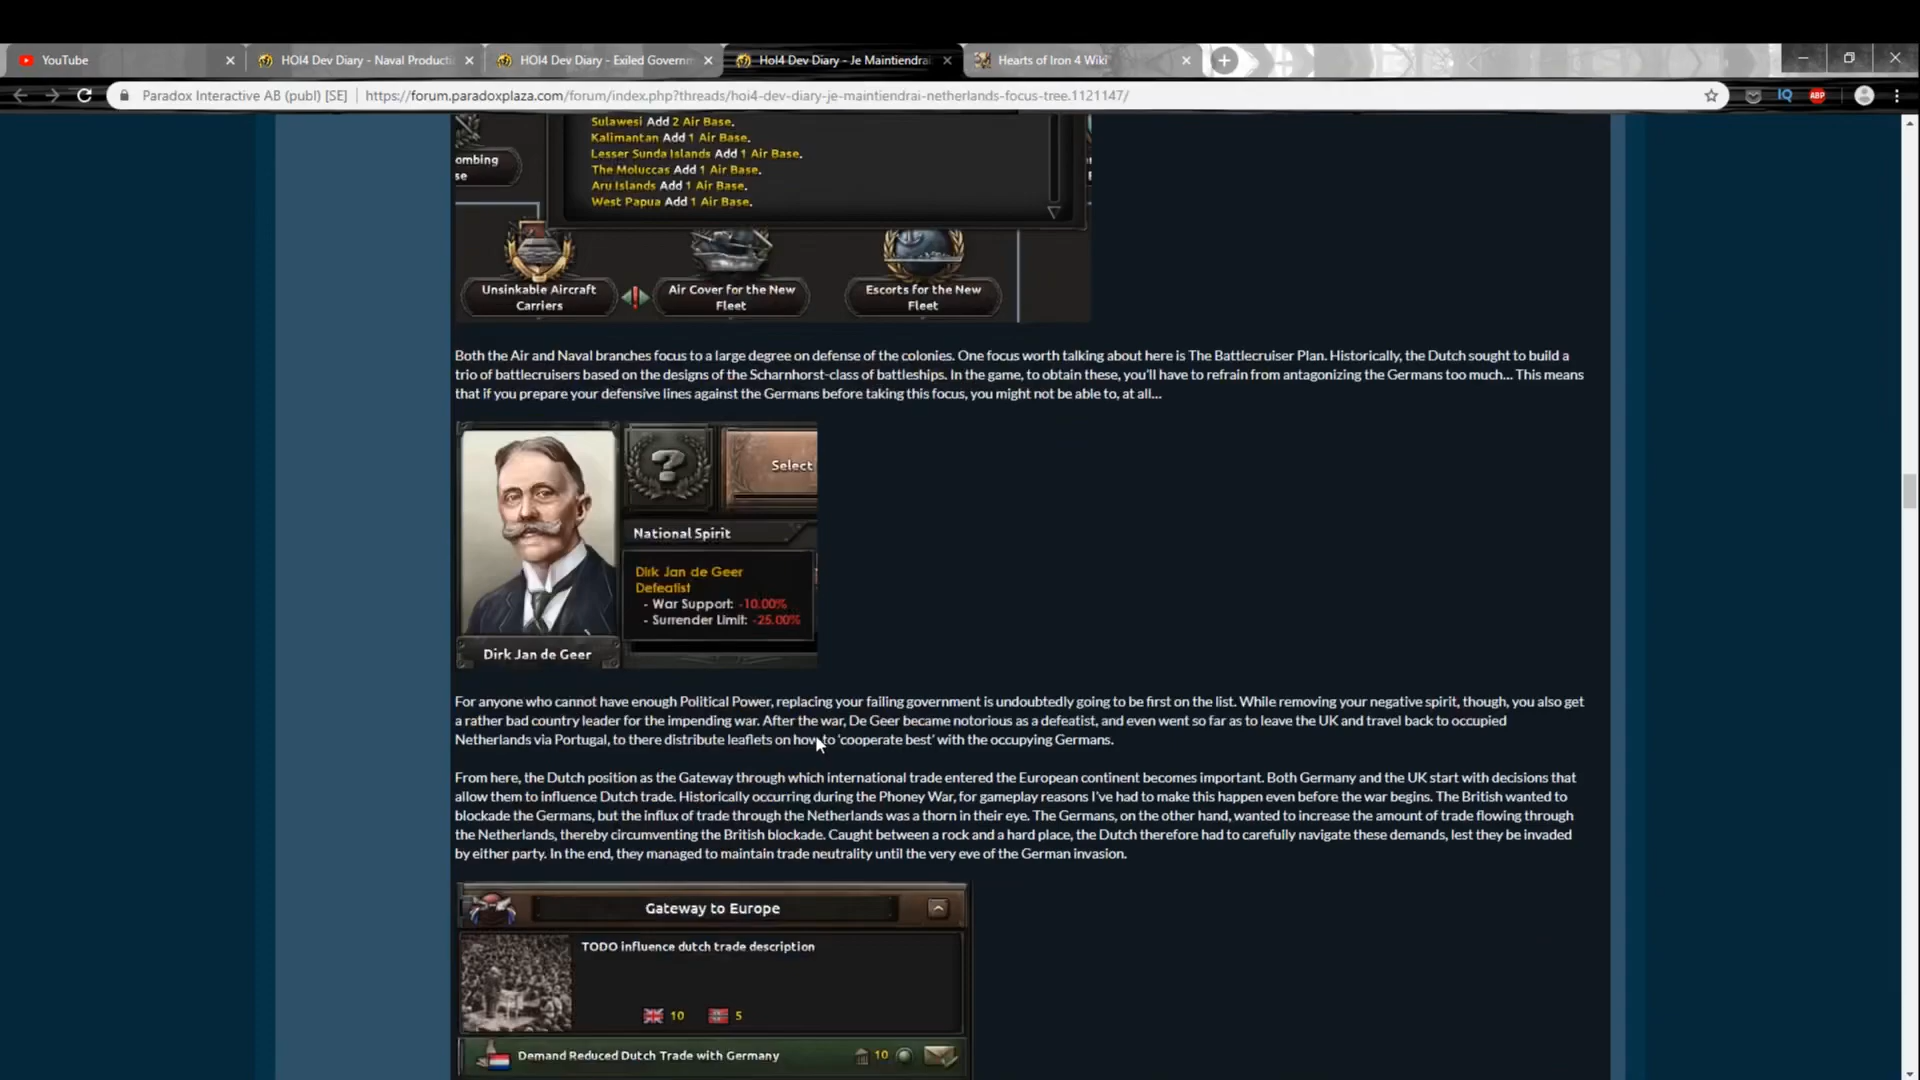 YouTube
HOI4 Dev Diary - Naval Producti
HOI4 Dev Diary - Exiled Governm
HoI4 Dev Diary - Je Maintiendrai
Hearts of Iron 4 Wiki
Paradox Interactive AB (publ) [SE]
https://forum.paradoxplaza.com/forum/index.php?threads/hoi4-dev-diary-je-maintiendrai-netherlands-focus-tree.1121147/
IQ
ABP
Sulawesi Add 2 Air Base.
Kalimantan Add 1 Air Base.
Lesser Sunda Islands Add 1 Air Base.
The Moluccas Add 1 Air Base.
Aru Islands Add 1 Air Base.
West Papua Add 1 Air Base.
ombing
se
Unsinkable Aircraft
Carriers
Air Cover for the New
Fleet
Escorts for the New
Fleet
Both the Air and Naval branches focus to a large degree on defense of the colonies. One focus worth talking about here is The Battlecruiser Plan. Historically, the Dutch sought to build a
trio of battlecruisers based on the designs of the Scharnhorst-class of battleships. In the game, to obtain these, you'll have to refrain from antagonizing the Germans too much... This means
that if you prepare your defensive lines against the Germans before taking this focus, you might not be able to, at all...
Select
National Spirit
Dirk Jan de Geer
Defeatist
- War Support: -10.00%
- Surrender Limit: -25.00%
Dirk Jan de Geer
For anyone who cannot have enough Political Power, replacing your failing government is undoubtedly going to be first on the list. While removing your negative spirit, though, you also get
a rather bad country leader for the impending war. After the war, De Geer became notorious as a defeatist, and even went so far as to leave the UK and travel back to occupied
Netherlands via Portugal, to there distribute leaflets on how to 'cooperate best' with the occupying Germans.
From here, the Dutch position as the Gateway through which international trade entered the European continent becomes important. Both Germany and the UK start with decisions that
allow them to influence Dutch trade. Historically occurring during the Phoney War, for gameplay reasons I've had to make this happen even before the war begins. The British wanted to
blockade the Germans, but the influx of trade through the Netherlands was a thorn in their eye. The Germans, on the other hand, wanted to increase the amount of trade flowing through
the Netherlands, thereby circumventing the British blockade. Caught between a rock and a hard place, the Dutch therefore had to carefully navigate these demands, lest they be invaded
by either party. In the end, they managed to maintain trade neutrality until the very eve of the German invasion.
Gateway to Europe
TODO influence dutch trade description
10 5
Demand Reduced Dutch Trade with Germany 10